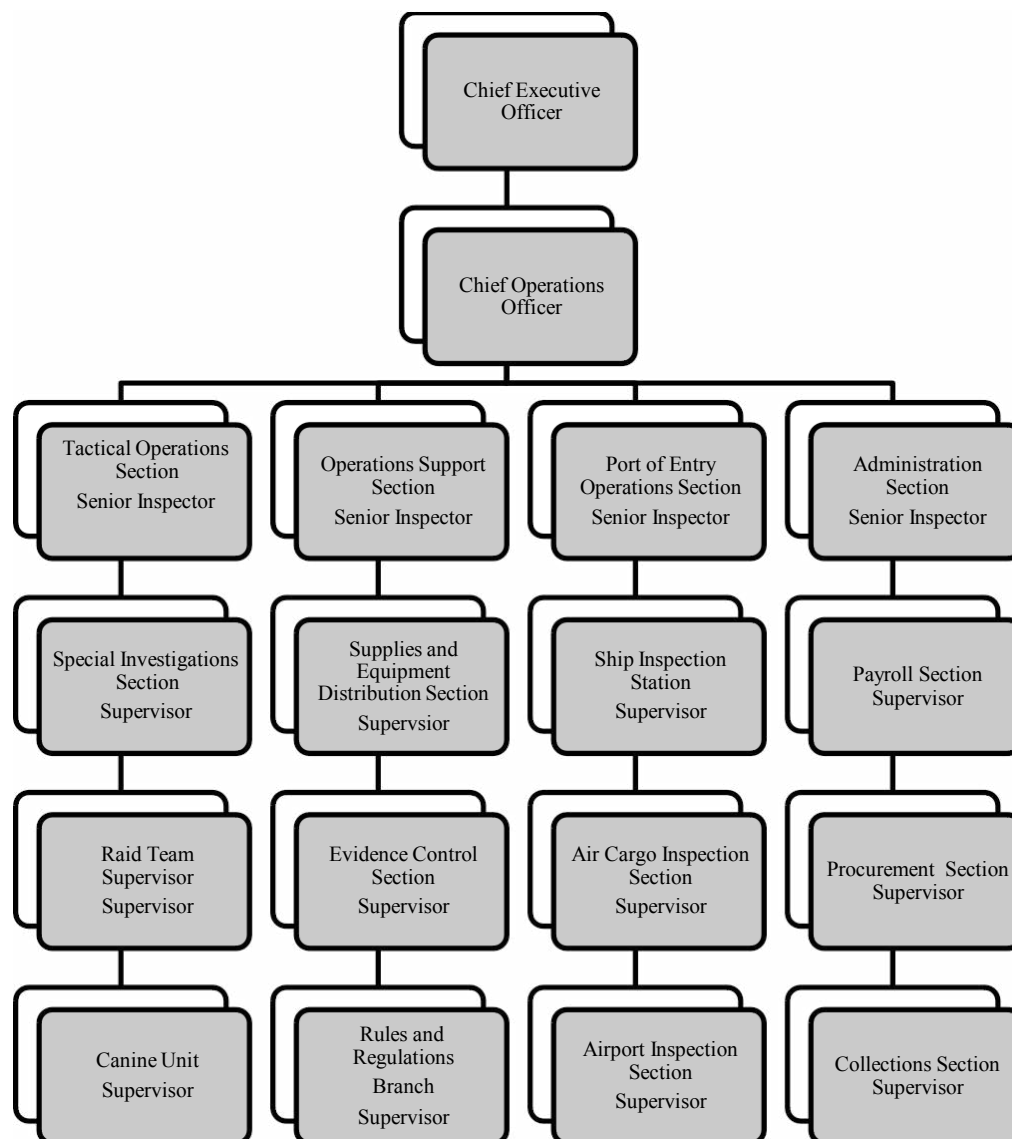 Chief Executive
Officer
Chief Operations
Officer
Tactical Operations
Section
Senior Inspector
Operations Support
Section
Senior Inspector
Port of Entry
Operations Section
Senior Inspector
Administration
Section
Senior Inspector
Special Investigations
Section
Supervisor
Supplies and
Equipment
Distribution Section
Supervsior
Ship Inspection
Station
Supervisor
Payroll Section
Supervisor
Raid Team
Supervisor
Supervisor
Evidence Control
Section
Supervisor
Air Cargo Inspection
Section
Supervisor
Procurement Section
Supervisor
Canine Unit
Supervisor
Rules and
Regulations
Branch
Supervisor
Airport Inspection
Section
Supervisor
Collections Section
Supervisor